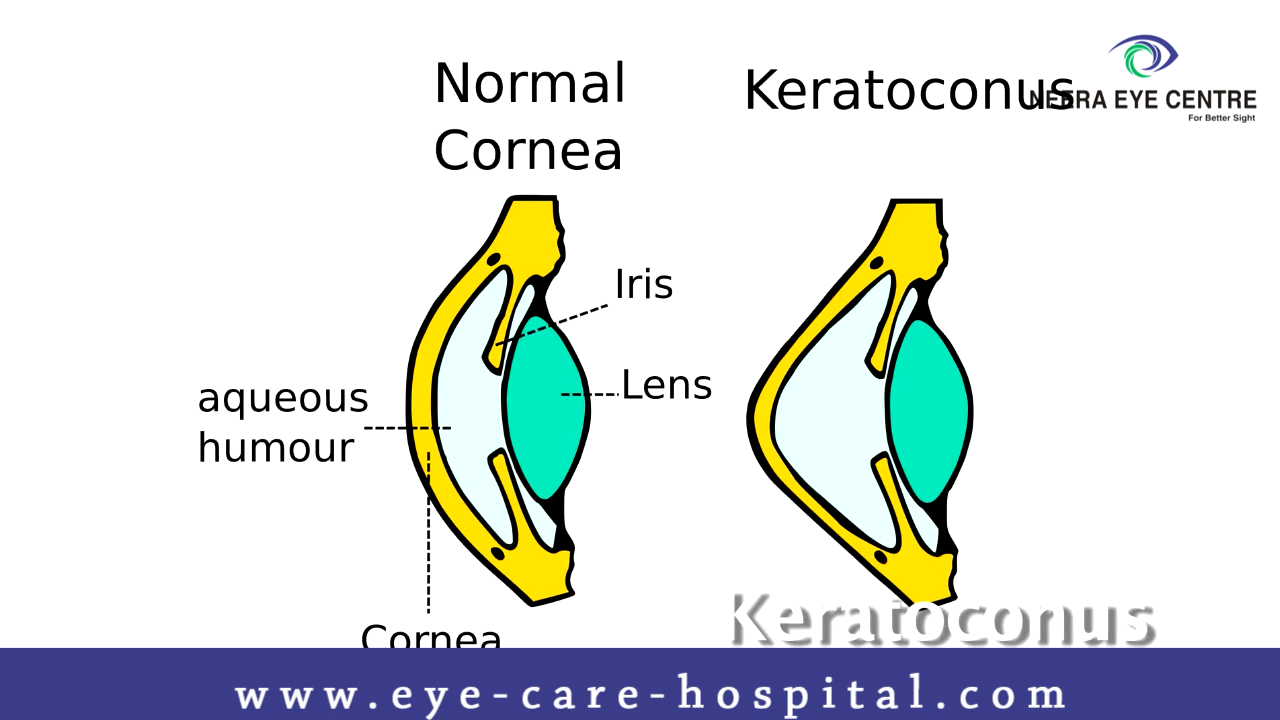 Normal
Cornea
Keratoconus
EYE CENTRE
For Better Sight
Iris
Lens
aqueous
humour
Cornea
Keratoconus
www.eye-care-hospital.com